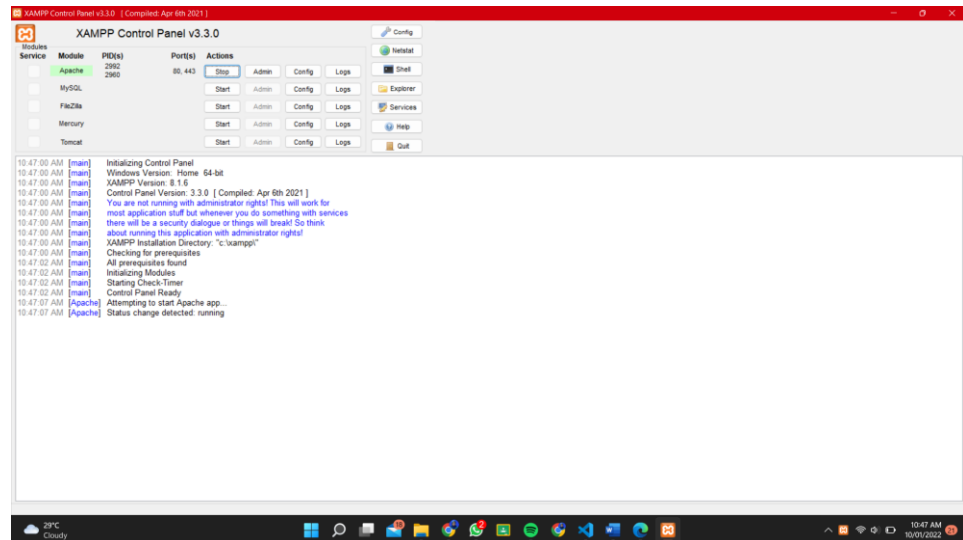 XAMPP Control Panel v3.3.0 [ Compiled: Apr 6th 2021 ]
XAMPP Control Panel v3.3.0
Config
Modules
Netstat
Service Module PID(s) Port(s) Actions
Apache 2992 2960 80, 443 Stop Admin Config Logs
Shell
MySQL Start Admin Config Logs
Explorer
FileZilla Start Admin Config Logs
Services
Mercury Start Admin Config Logs
Help
Tomcat Start Admin Config Logs
Quit
10:47:00 AM [main] Initializing Control Panel
10:47:00 AM [main] Windows Version: Home 64-bit
10:47:00 AM [main] XAMPP Version: 8.1.6
10:47:00 AM [main] Control Panel Version: 3.3.0 [ Compiled: Apr 6th 2021 ]
10:47:00 AM [main] You are not running with administrator rights! This will work for
10:47:00 AM [main] most application stuff but whenever you do something with services
10:47:00 AM [main] there will be a security dialogue or things will break! So think
10:47:00 AM [main] about running this application with administrator rights!
10:47:00 AM [main] XAMPP Installation Directory: "c:\xampp\"
10:47:00 AM [main] Checking for prerequisites
10:47:02 AM [main] All prerequisites found
10:47:02 AM [main] Initializing Modules
10:47:02 AM [main] Starting Check-Timer
10:47:02 AM [main] Control Panel Ready
10:47:07 AM [Apache] Attempting to start Apache app...
10:47:07 AM [Apache] Status change detected: running
29°C
Cloudy
10:47 AM
10/01/2022